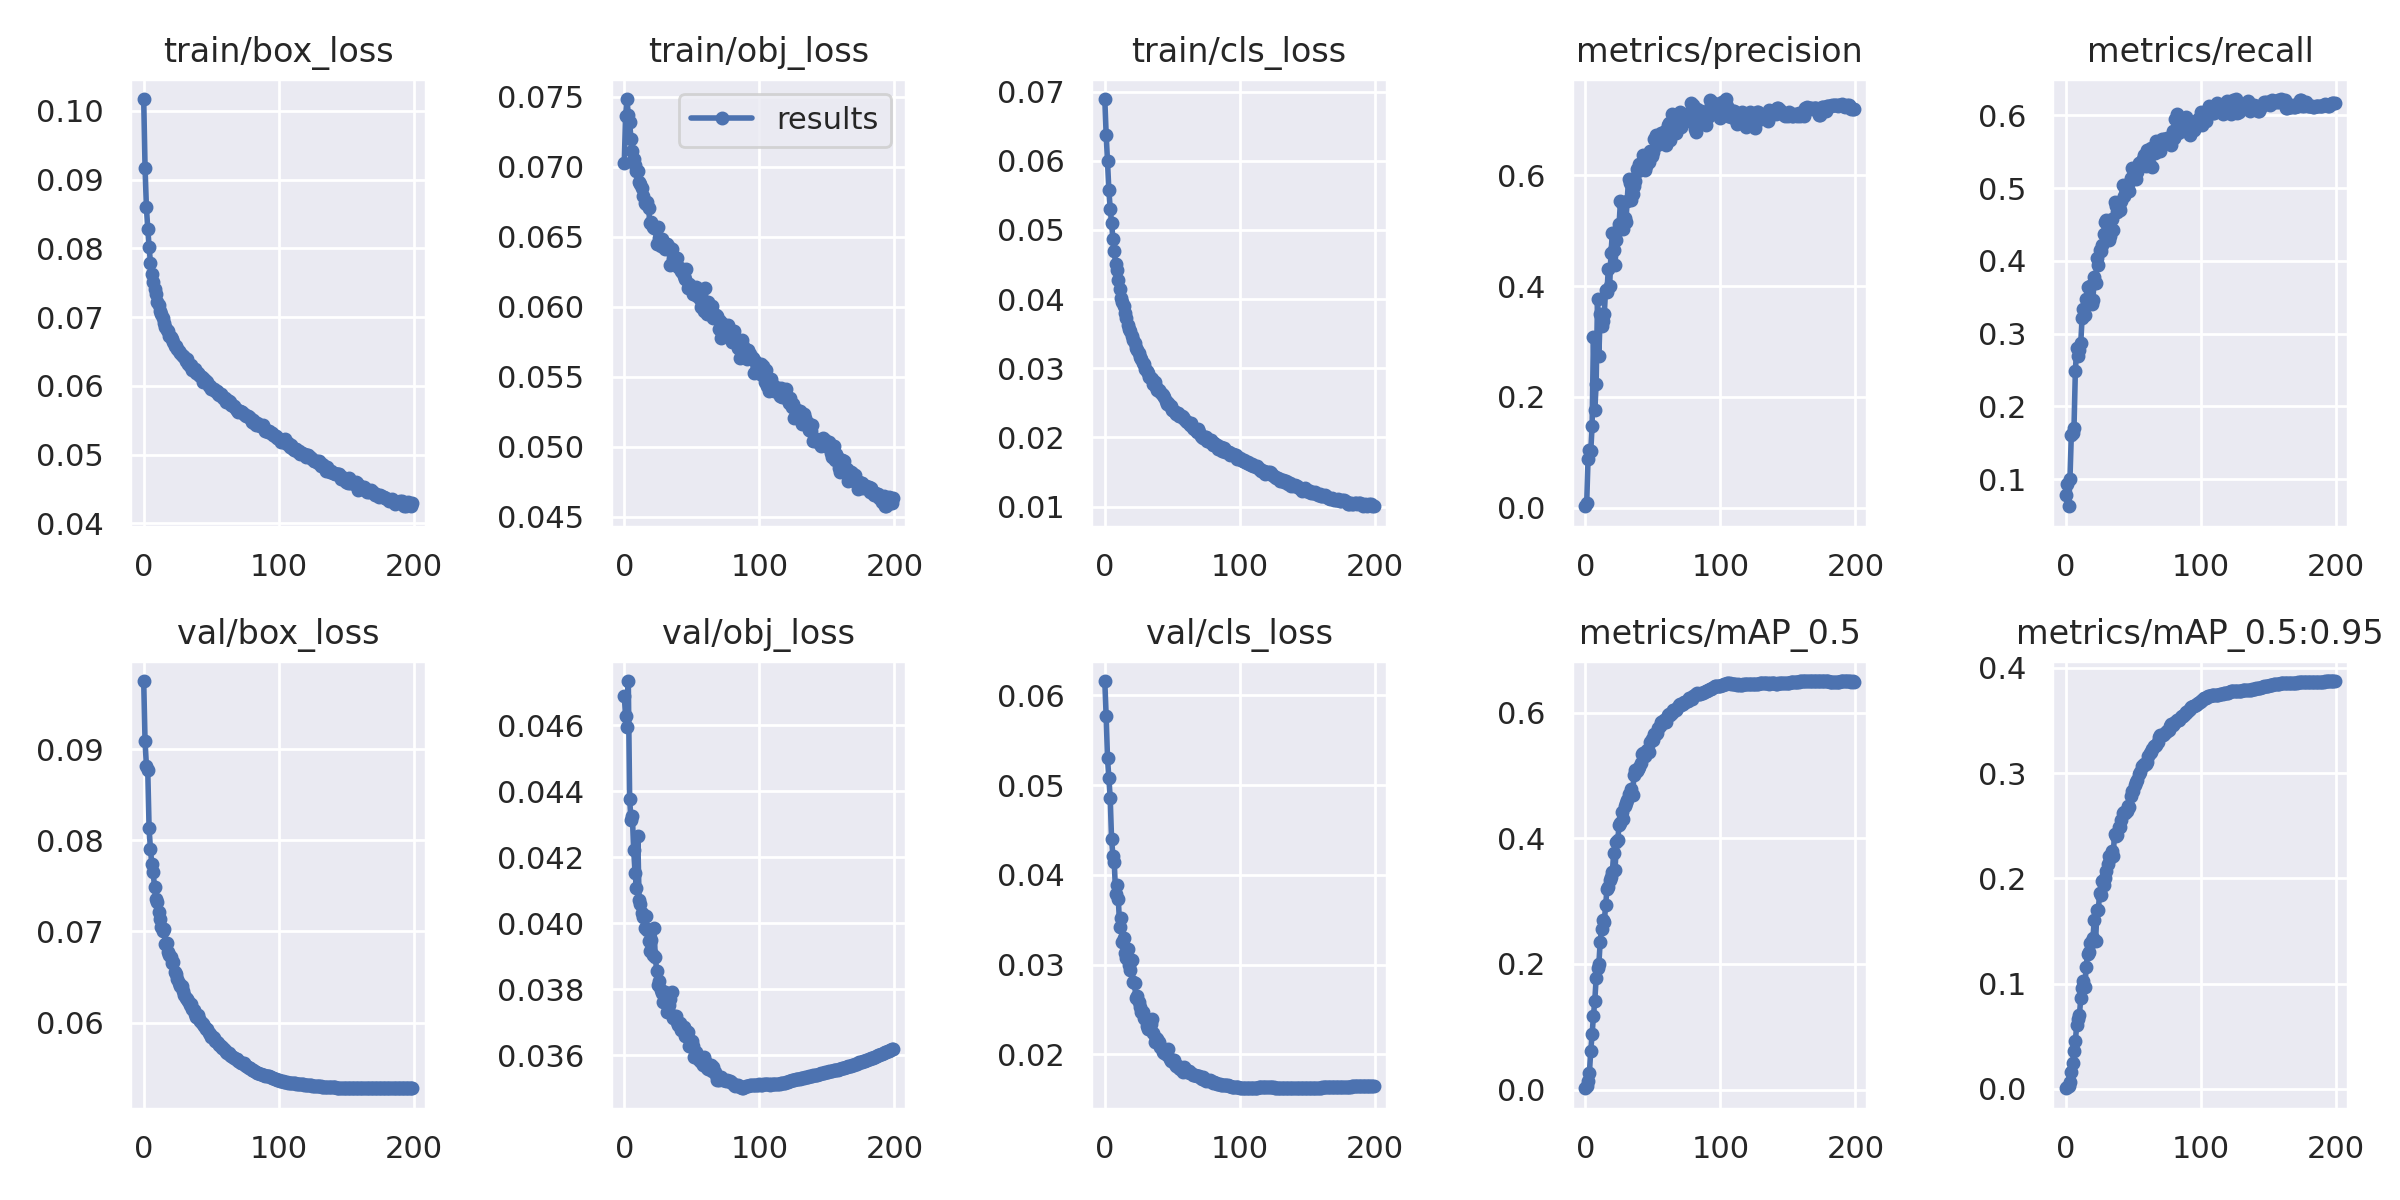 train/box_loss
0.10
0.09
0.08
0.07
0.06
0.05
0.04
0 100 200
train/obj_loss
results
0.075
0.070
0.065
0.060
0.055
0.050
0.045
0 100 200
train/cls_loss
0.07
0.06
0.05
0.04
0.03
0.02
0.01
0 100 200
metrics/precision
0.6
0.4
0.2
0.0
0 100 200
metrics/recall
0.6
0.5
0.4
0.3
0.2
0.1
0 100 200
val/box_loss
0.09
0.08
0.07
0.06
0 100 200
val/obj_loss
0.046
0.044
0.042
0.040
0.038
0.036
0 100 200
val/cls_loss
0.06
0.05
0.04
0.03
0.02
0 100 200
metrics/mAP_0.5
0.6
0.4
0.2
0.0
0 100 200
metrics/mAP_0.5:0.95
0.4
0.3
0.2
0.1
0.0
0 100 200